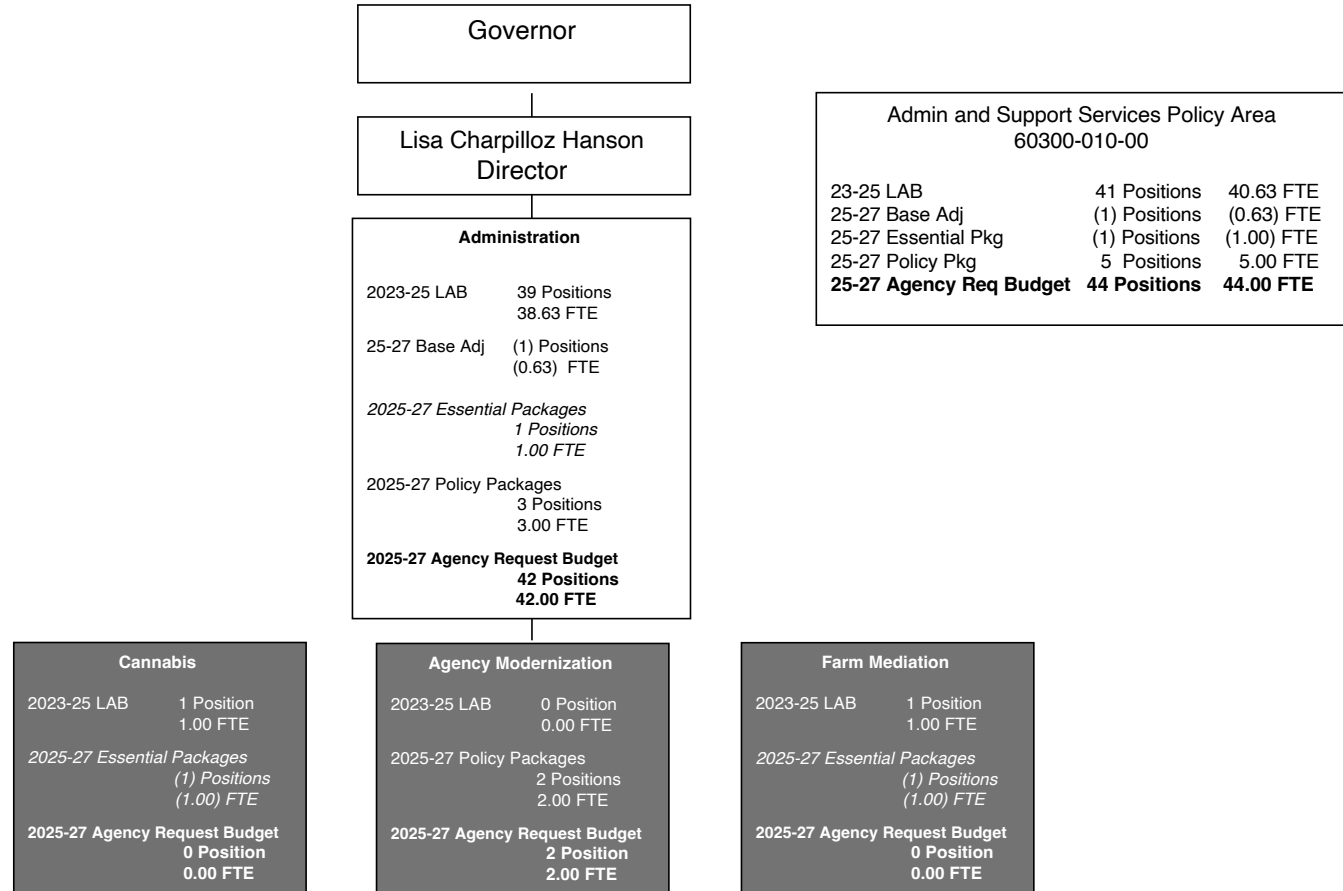 Governor
Lisa Charpilloz Hanson
Director
Admin and Support Services Policy Area
60300-010-00
23-25 LAB 41 Positions 40.63 FTE
25-27 Base Adj (1) Positions (0.63) FTE
25-27 Essential Pkg (1) Positions (1.00) FTE
25-27 Policy Pkg 5 Positions 5.00 FTE
25-27 Agency Req Budget 44 Positions 44.00 FTE
Administration
2023-25 LAB 39 Positions
38.63 FTE
25-27 Base Adj (1) Positions
(0.63) FTE
2025-27 Essential Packages
1 Positions
1.00 FTE
2025-27 Policy Packages
3 Positions
3.00 FTE
2025-27 Agency Request Budget
42 Positions
42.00 FTE
Cannabis
2023-25 LAB 1 Position
1.00 FTE
2025-27 Essential Packages
(1) Positions
(1.00) FTE
2025-27 Agency Request Budget
0 Position
0.00 FTE
Agency Modernization
2023-25 LAB 0 Position
0.00 FTE
2025-27 Policy Packages
2 Positions
2.00 FTE
2025-27 Agency Request Budget
2 Position
2.00 FTE
Farm Mediation
2023-25 LAB 1 Position
1.00 FTE
2025-27 Essential Packages
(1) Positions
(1.00) FTE
2025-27 Agency Request Budget
0 Position
0.00 FTE